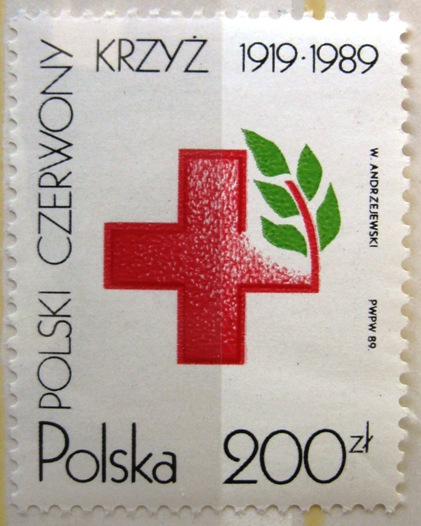 POLSKI CZERWONY
KRZYŻ 1919·1989
W. ANDRZEJEWSKI
PWPW 89.
Polska 200 zł